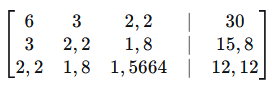 6 3 2,2 | 30
3 2,2 1,8 | 15,8
2,2 1,8 1,5664 | 12,12